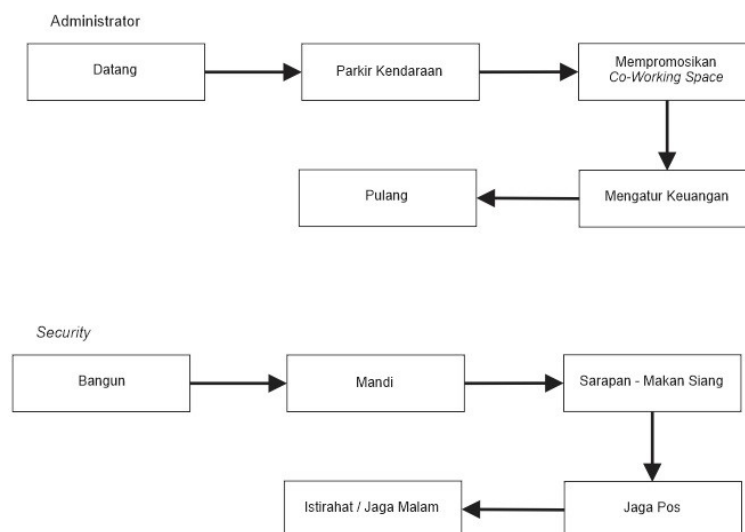 Administrator
Datang
Parkir Kendaraan
Mempromosikan
Co-Working Space
Pulang
Mengatur Keuangan
Security
Bangun
Mandi
Sarapan - Makan Siang
Istirahat / Jaga Malam
Jaga Pos